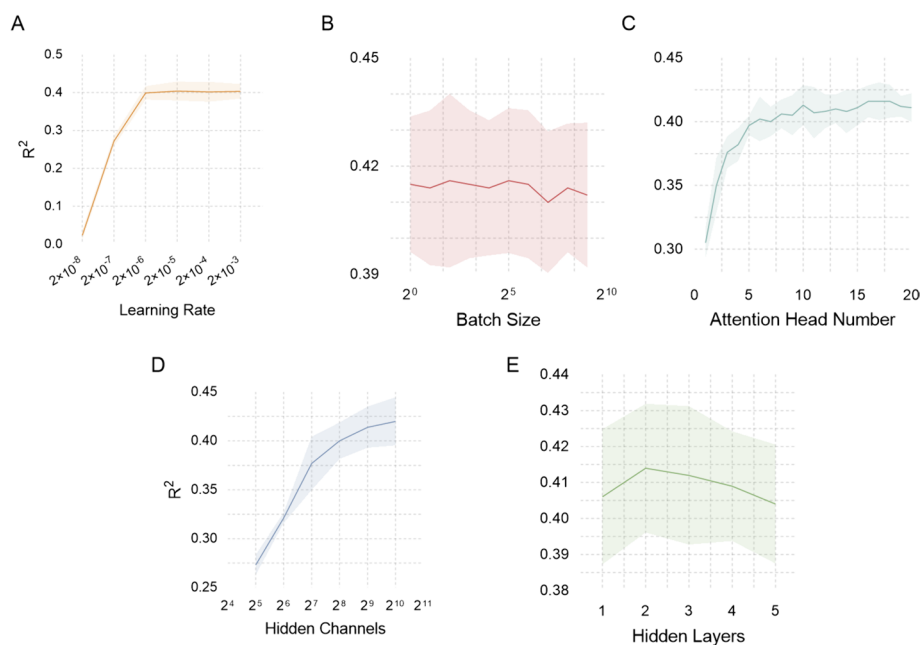 A
R²
0.5
0.4
0.3
0.2
0.1
0.0
2×10⁻⁸
2×10⁻⁷
2×10⁻⁶
2×10⁻⁵
2×10⁻⁴
2×10⁻³
Learning Rate
B
0.45
0.42
0.39
2⁰ 2⁵ 2¹⁰
Batch Size
C
0.45
0.40
0.35
0.30
0 5 10 15 20
Attention Head Number
D
R²
0.45
0.40
0.35
0.30
0.25
2⁴ 2⁵ 2⁶ 2⁷ 2⁸ 2⁹ 2¹⁰ 2¹¹
Hidden Channels
E
0.44
0.43
0.42
0.41
0.40
0.39
0.38
1 2 3 4 5
Hidden Layers